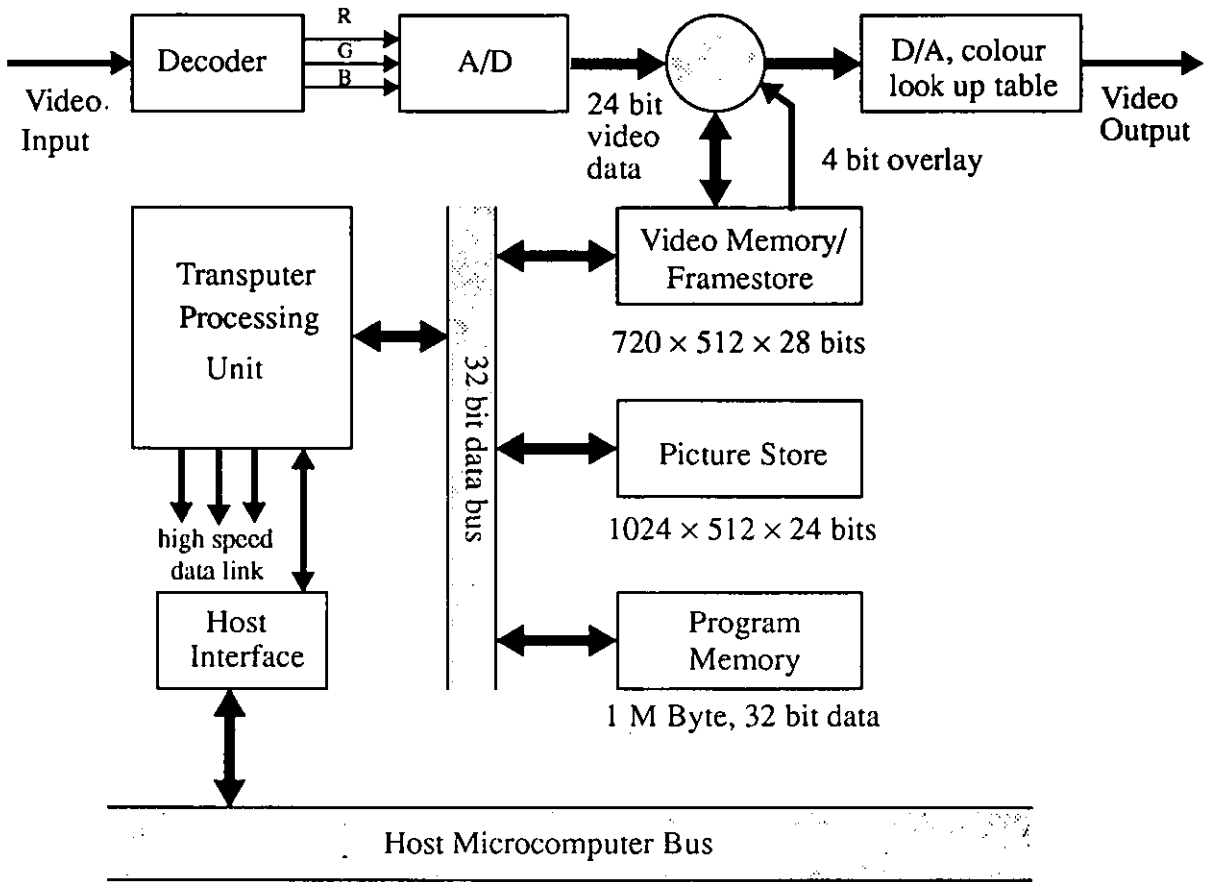 R
G
B
Decoder
A/D
D/A, colour
look up table
Video
Input
24 bit
video
data
4 bit overlay
Video
Output
Transputer
Processing
Unit
32 bit data bus
Video Memory/
Framestore
720 × 512 × 28 bits
Picture Store
1024 × 512 × 24 bits
high speed
data link
Host
Interface
Program
Memory
1 M Byte, 32 bit data
Host Microcomputer Bus